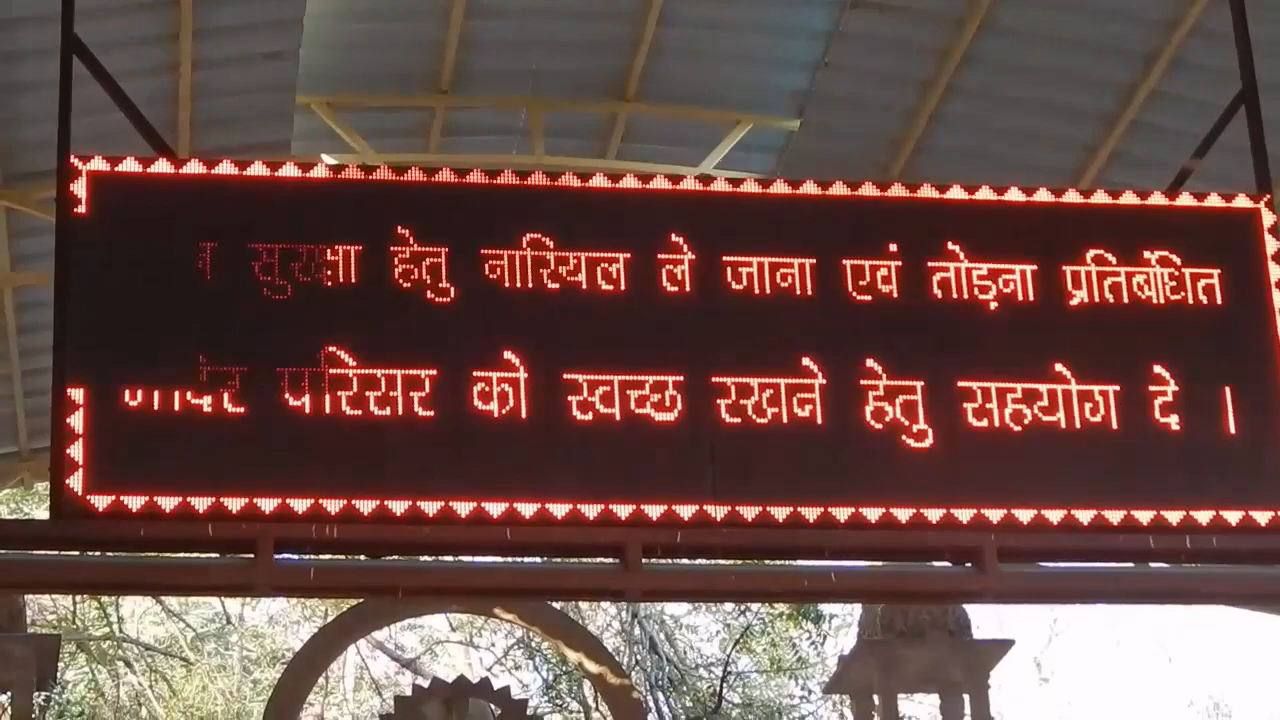 सुरक्षा हेतु नारियल ले जाना एवं तोड़ना प्रतिबंधित
परिसर को स्वच्छ रखने हेतु सहयोग दे ।